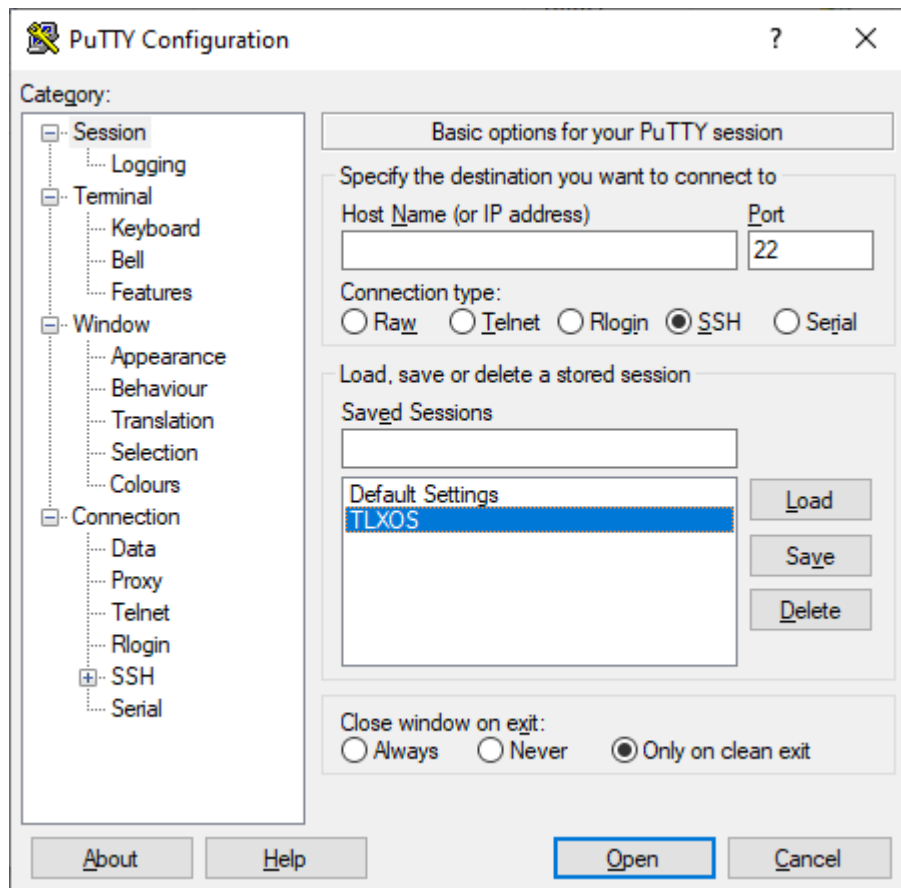 PuTTY Configuration
?
Category:
Session
Logging
Terminal
Keyboard
Bell
Features
Window
Appearance
Behaviour
Translation
Selection
Colours
Connection
Data
Proxy
Telnet
Rlogin
SSH
Serial
Basic options for your PuTTY session
Specify the destination you want to connect to
Host Name (or IP address) Port
22
Connection type:
Raw Telnet Rlogin SSH Serial
Load, save or delete a stored session
Saved Sessions
Default Settings
TLXOS
Load
Save
Delete
Close window on exit:
Always Never Only on clean exit
About Help Open Cancel